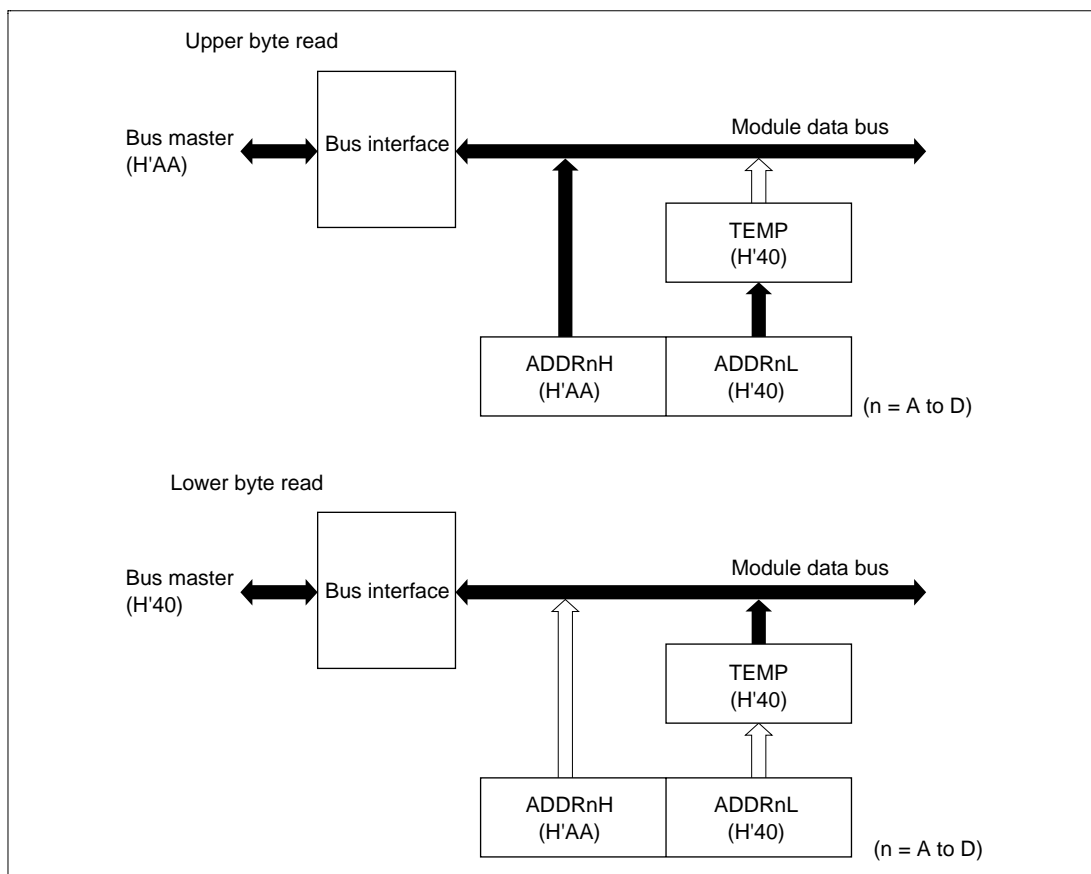 Upper byte read
Bus master
(H'AA)
Bus interface
Module data bus
TEMP
(H'40)
ADDRnH
(H'AA)
ADDRnL
(H'40)
(n = A to D)
Lower byte read
Bus master
(H'40)
Bus interface
Module data bus
TEMP
(H'40)
ADDRnH
(H'AA)
ADDRnL
(H'40)
(n = A to D)